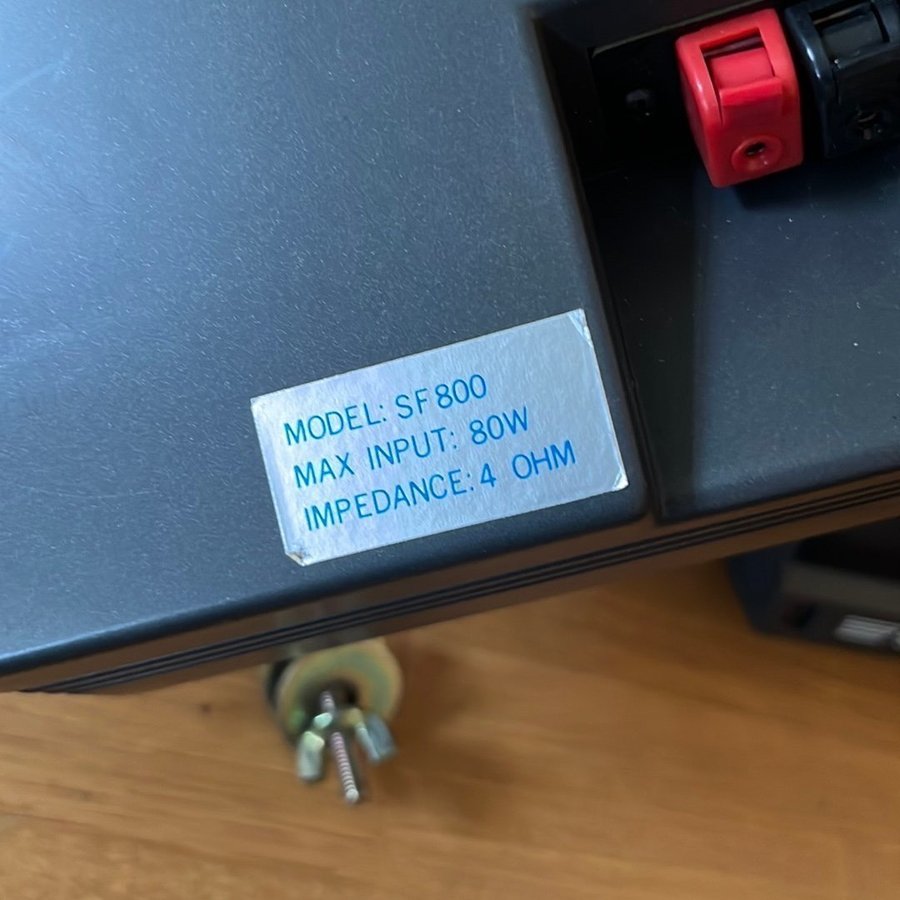 MODEL: SF800
MAX INPUT: 80W
IMPEDANCE: 4 OHM